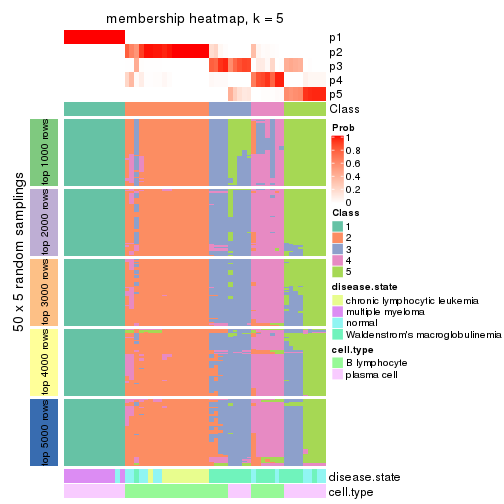 membership heatmap, k = 5
p1
p2
p3
p4
p5
Class
50 x 5 random samplings
top 1000 rows
top 2000 rows
top 3000 rows
top 4000 rows
top 5000 rows
Prob
1
0.8
0.6
0.4
0.2
0
Class
1
2
3
4
5
disease.state
chronic lymphocytic leukemia
multiple myeloma
normal
Waldenstrom's macroglobulinemia
cell.type
B lymphocyte
plasma cell
disease.state
cell.type